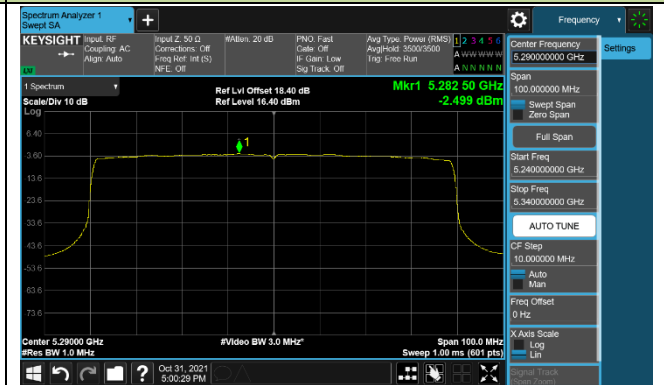 Spectrum Analyzer 1
Swept SA
+
Frequency
KEYSIGHT
Input: RF
Coupling: AC
Align: Auto
Input Z: 50 Ω
Corrections: Off
Freq Ref: Int (S)
NFE: Off
#Atten: 20 dB
PNO: Fast
Gate: Off
IF Gain: Low
Sig Track: Off
Avg Type: Power (RMS)
Avg|Hold: 3500/3500
Trig: Free Run
1 2 3 4 5 6
A W W W W W
A N N N N N
1 Spectrum
Scale/Div 10 dB
Log
Ref Lvl Offset 18.40 dB
Ref Level 16.40 dBm
Mkr1 5.282 50 GHz
-2.499 dBm
1
6.40
-3.60
-13.6
-23.6
-33.6
-43.6
-53.6
-63.6
-73.6
Center 5.29000 GHz
#Res BW 1.0 MHz
#Video BW 3.0 MHz*
Span 100.0 MHz
Sweep 1.00 ms (601 pts)
Oct 31, 2021
5:00:29 PM
?
Settings
Center Frequency
5.290000000 GHz
Span
100.000000 MHz
Swept Span
Zero Span
Full Span
Start Freq
5.240000000 GHz
Stop Freq
5.340000000 GHz
AUTO TUNE
CF Step
10.000000 MHz
Auto
Man
Freq Offset
0 Hz
X Axis Scale
Log
Lin
Signal Track
(Span Zoom)